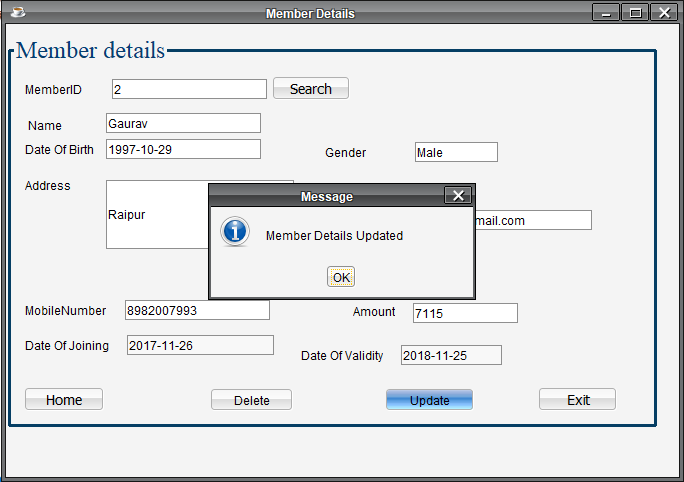 Member Details
Member details
MemberID 2 Search
Name Gaurav
Date Of Birth 1997-10-29
Gender Male
Address Raipur
Message
Member Details Updated
OK
mail.com
MobileNumber 8982007993
Amount 7115
Date Of Joining 2017-11-26
Date Of Validity 2018-11-25
Home Delete Update Exit